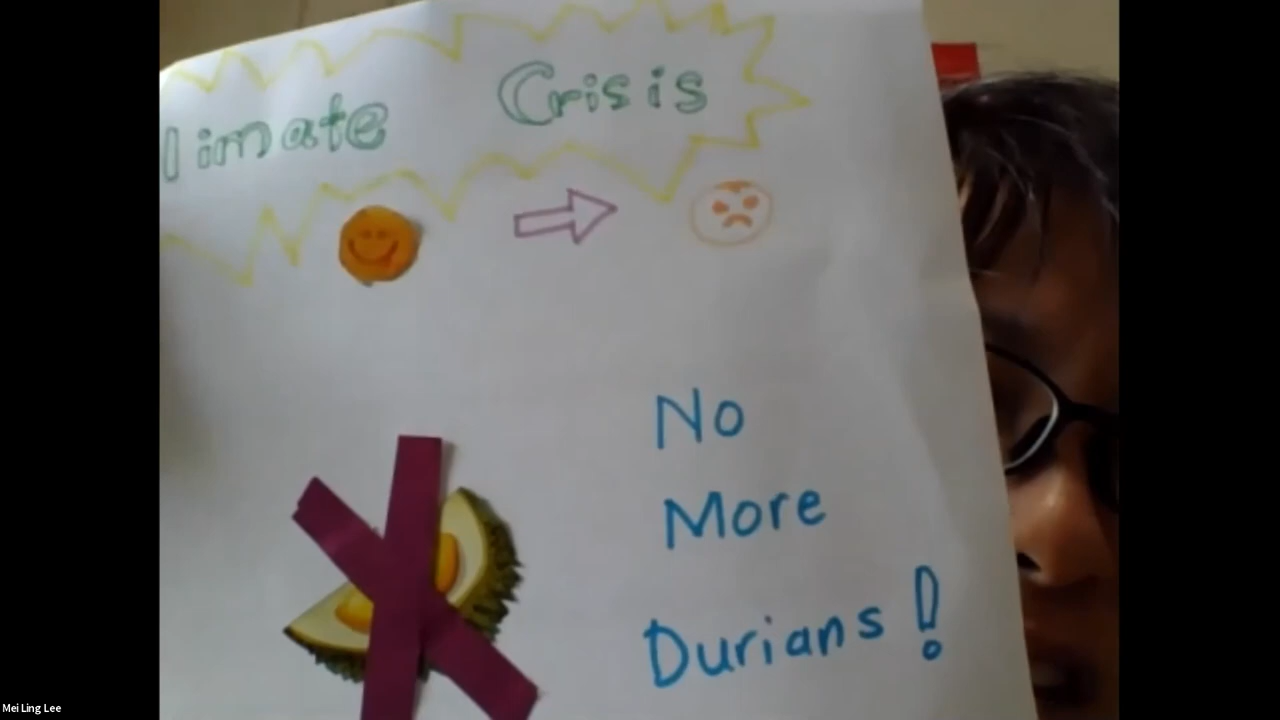 limate Crisis
No
More
Durians!
Mei Ling Lee